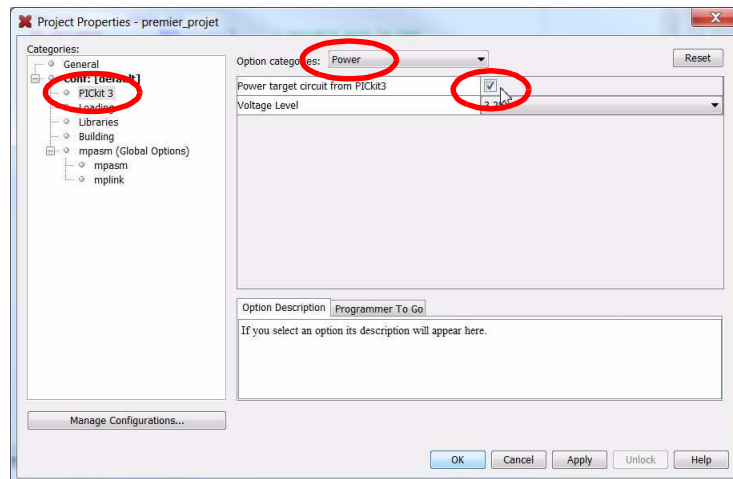 Project Properties - premier_projet
Categories:
General
Conf: [default]
PICkit 3
Loading
Libraries
Building
mpasm (Global Options)
mpasm
mplink
Manage Configurations...
Option categories: Power
Reset
Power target circuit from PICkit3
Voltage Level
Option Description
Programmer To Go
If you select an option its description will appear here.
OK
Cancel
Apply
Unlock
Help